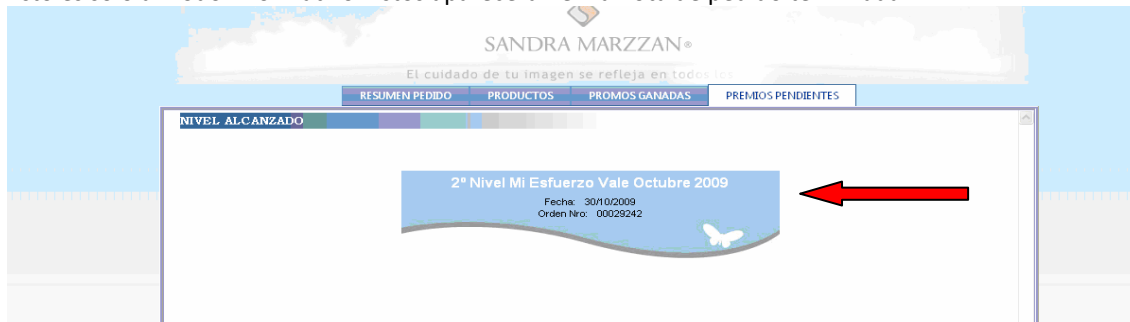 SANDRA MARZZAN®
El cuidado de tu imagen se refleja en todos los
RESUMEN PEDIDO PRODUCTOS PROMOS GANADAS PREMIOS PENDIENTES
NIVEL ALCANZADO
2º Nivel Mi Esfuerzo Vale Octubre 2009
Fecha: 30/10/2009
Orden Nro: 00029242